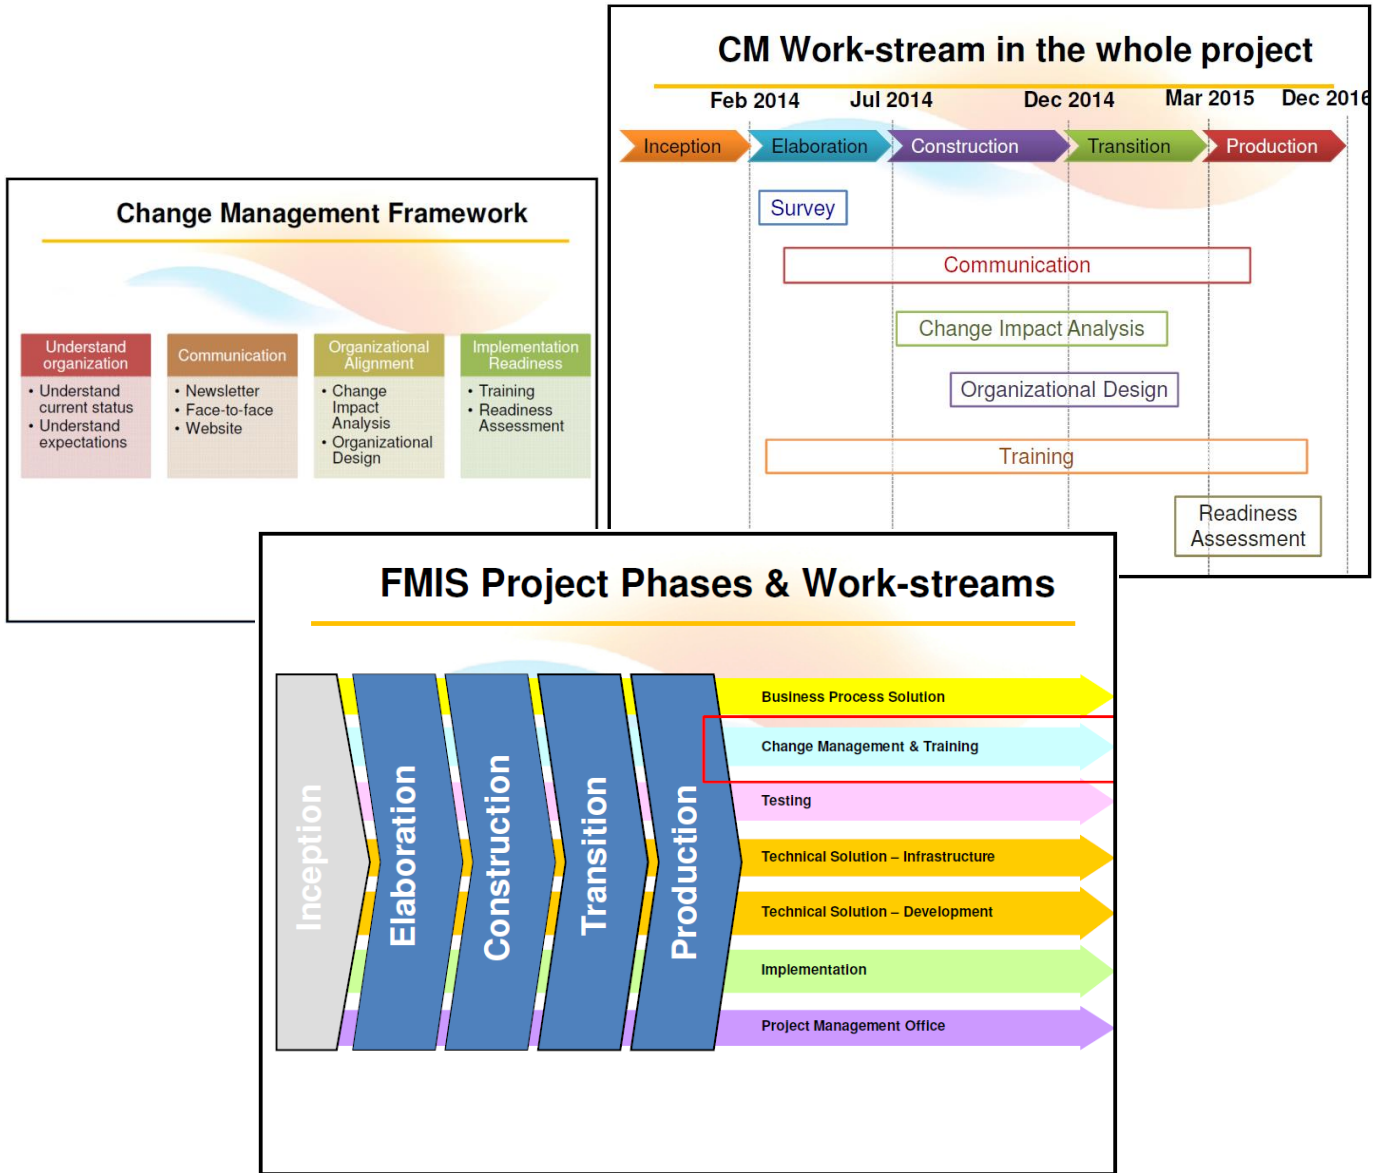 CM Work-stream in the whole project
Feb 2014 Jul 2014 Dec 2014 Mar 2015 Dec 2016
Inception Elaboration Construction Transition Production
Survey
Communication
Change Impact Analysis
Organizational Design
Training
Readiness
Assessment
Change Management Framework
Understand
organization
• Understand
current status
• Understand
expectations
Communication
• Newsletter
• Face-to-face
• Website
Organizational
Alignment
• Change
Impact
Analysis
• Organizational
Design
Implementation
Readiness
• Training
• Readiness
Assessment
FMIS Project Phases & Work-streams
Inception
Elaboration
Construction
Transition
Production
Business Process Solution
Change Management & Training
Testing
Technical Solution – Infrastructure
Technical Solution – Development
Implementation
Project Management Office